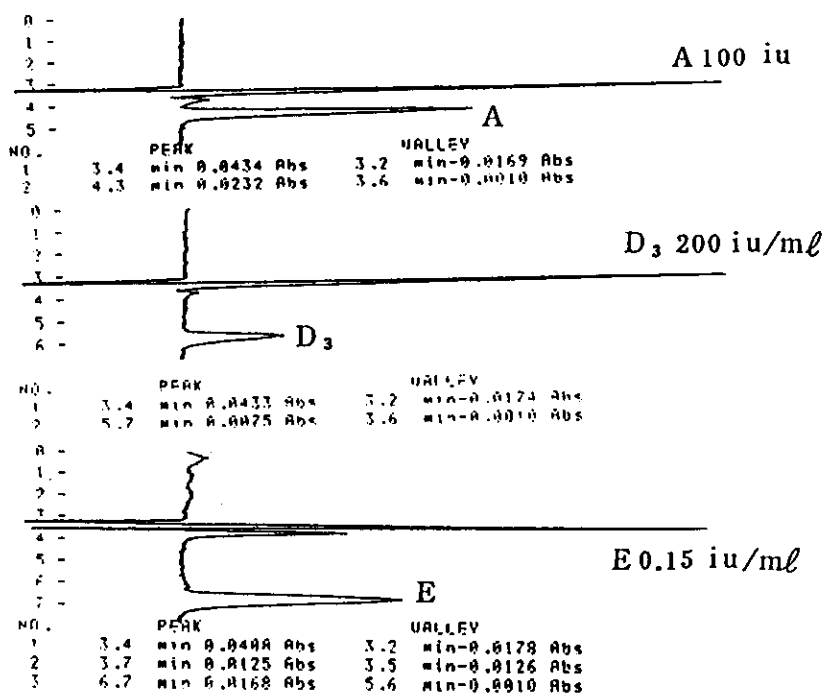 0 -
1 -
2 -
3 -
A 100 iu
4 -
A
5 -
NO. PEAK VALLEY
1 3.4 min 0.0434 Abs 3.2 min-0.0169 Abs
2 4.3 min 0.0232 Abs 3.6 min-0.0010 Abs
0 -
1 -
2 -
D₃ 200 iu/mℓ
3 -
4 -
5 -
D₃
6 -
NO. PEAK VALLEY
1 3.4 min 0.0433 Abs 3.2 min-0.0174 Abs
2 5.7 min 0.0075 Abs 3.6 min-0.0010 Abs
0 -
1 -
2 -
3 -
4 -
E 0.15 iu/mℓ
5 -
6 -
E
7 -
NO. PEAK VALLEY
1 3.4 min Abs 3.2 min-0.0178 Abs
2 3.7 min 0.0125 Abs 3.5 min-0.0126 Abs
3 6.7 min 0.0168 Abs 5.6 min-0.0010 Abs